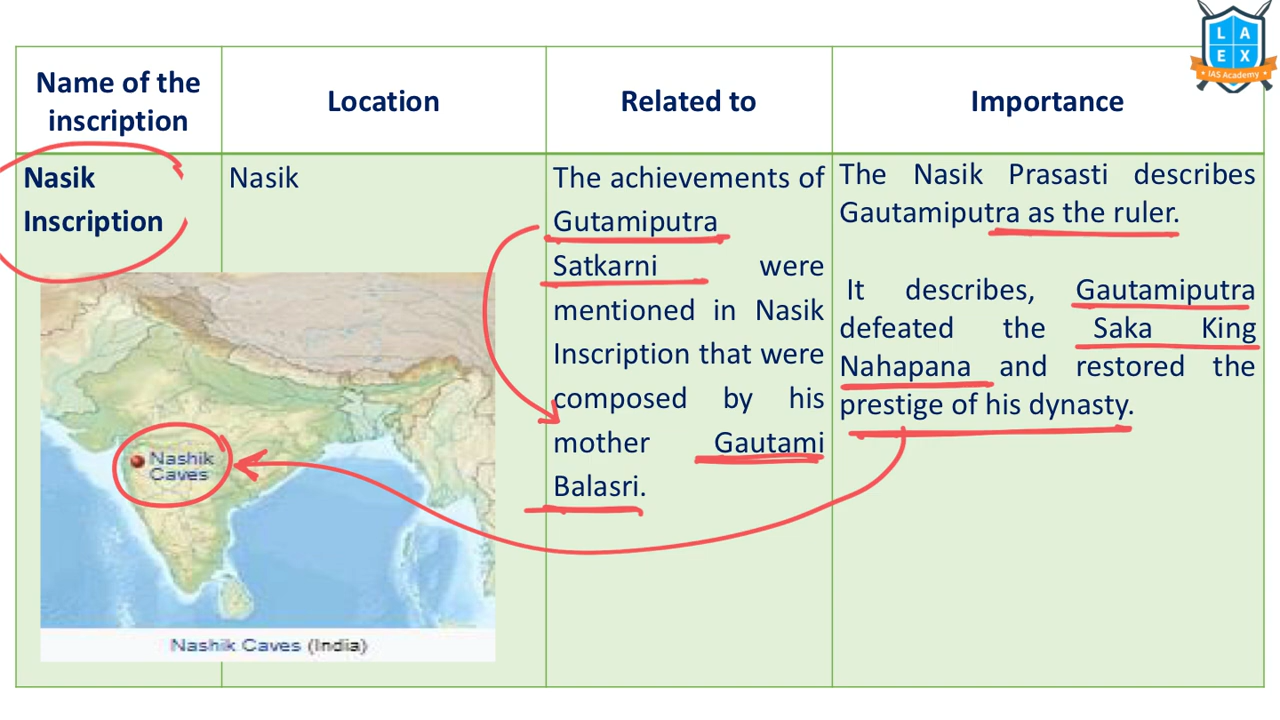 L A
E X
IAS Academy
Name of the
inscription
Location
Related to
Importance
Nasik
Inscription
Nasik
The achievements of
Gutamiputra
Satkarni were
mentioned in Nasik
Inscription that were
composed by his
mother Gautami
Balasri.
The Nasik Prasasti describes
Gautamiputra as the ruler.
It describes, Gautamiputra
defeated the Saka King
Nahapana and restored the
prestige of his dynasty.
Nashik
Caves
Nashik Caves (India)